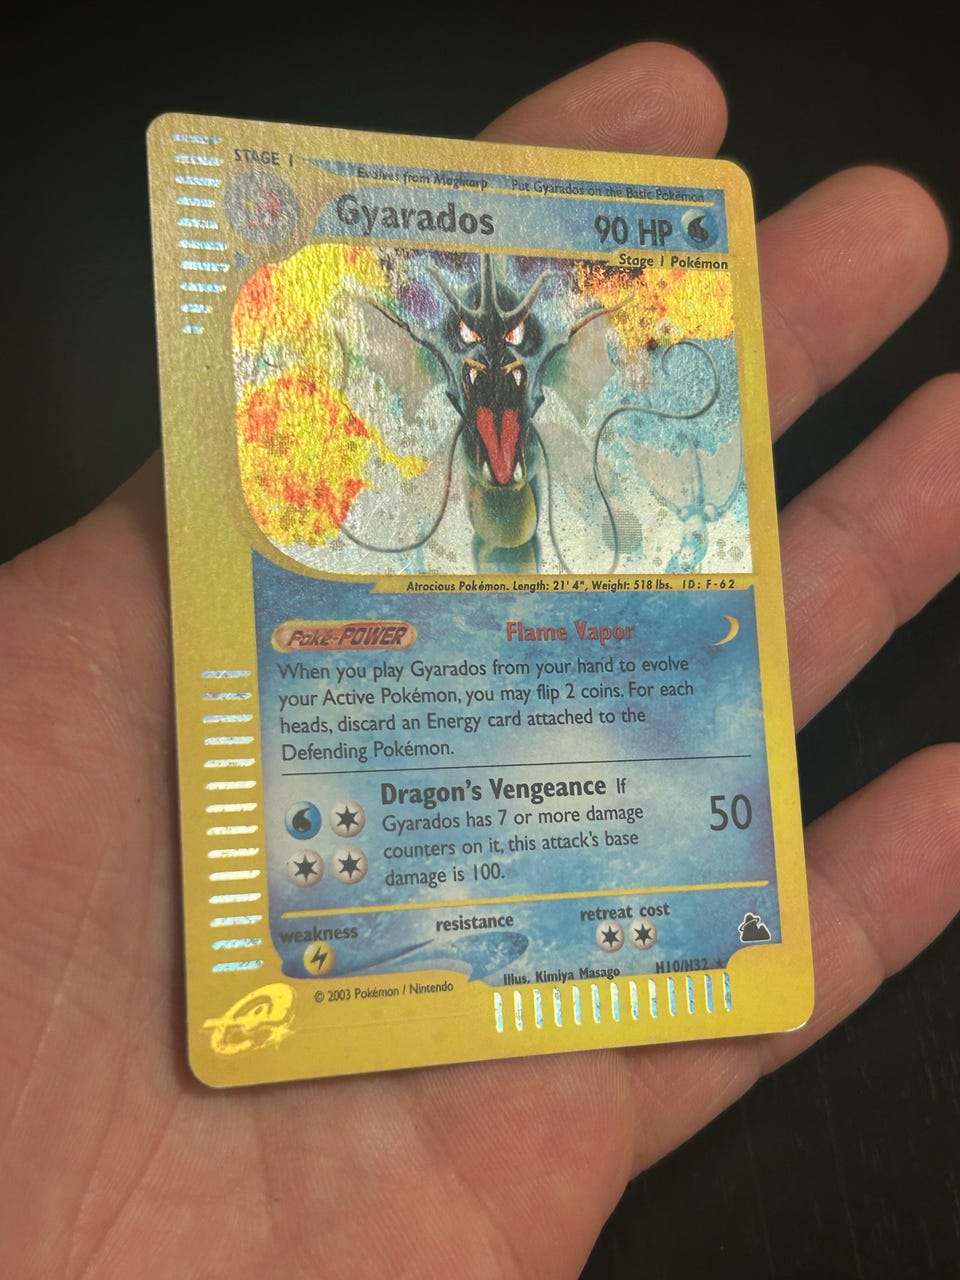 STAGE 1
Evolves from Magikarp Put Gyarados on the Basic Pokémon
Gyarados 90 HP
Stage 1 Pokémon
Atrocious Pokémon. Length: 21' 4", Weight: 518 lbs. ID: F-62
Poké-POWER Flame Vapor
When you play Gyarados from your hand to evolve
your Active Pokémon, you may flip 2 coins. For each
heads, discard an Energy card attached to the
Defending Pokémon.
Dragon's Vengeance If
Gyarados has 7 or more damage
counters on it, this attack's base
damage is 100.
50
weakness resistance retreat cost
Illus. Kimiya Masago H10/H32 ★
© 2003 Pokémon / Nintendo
e